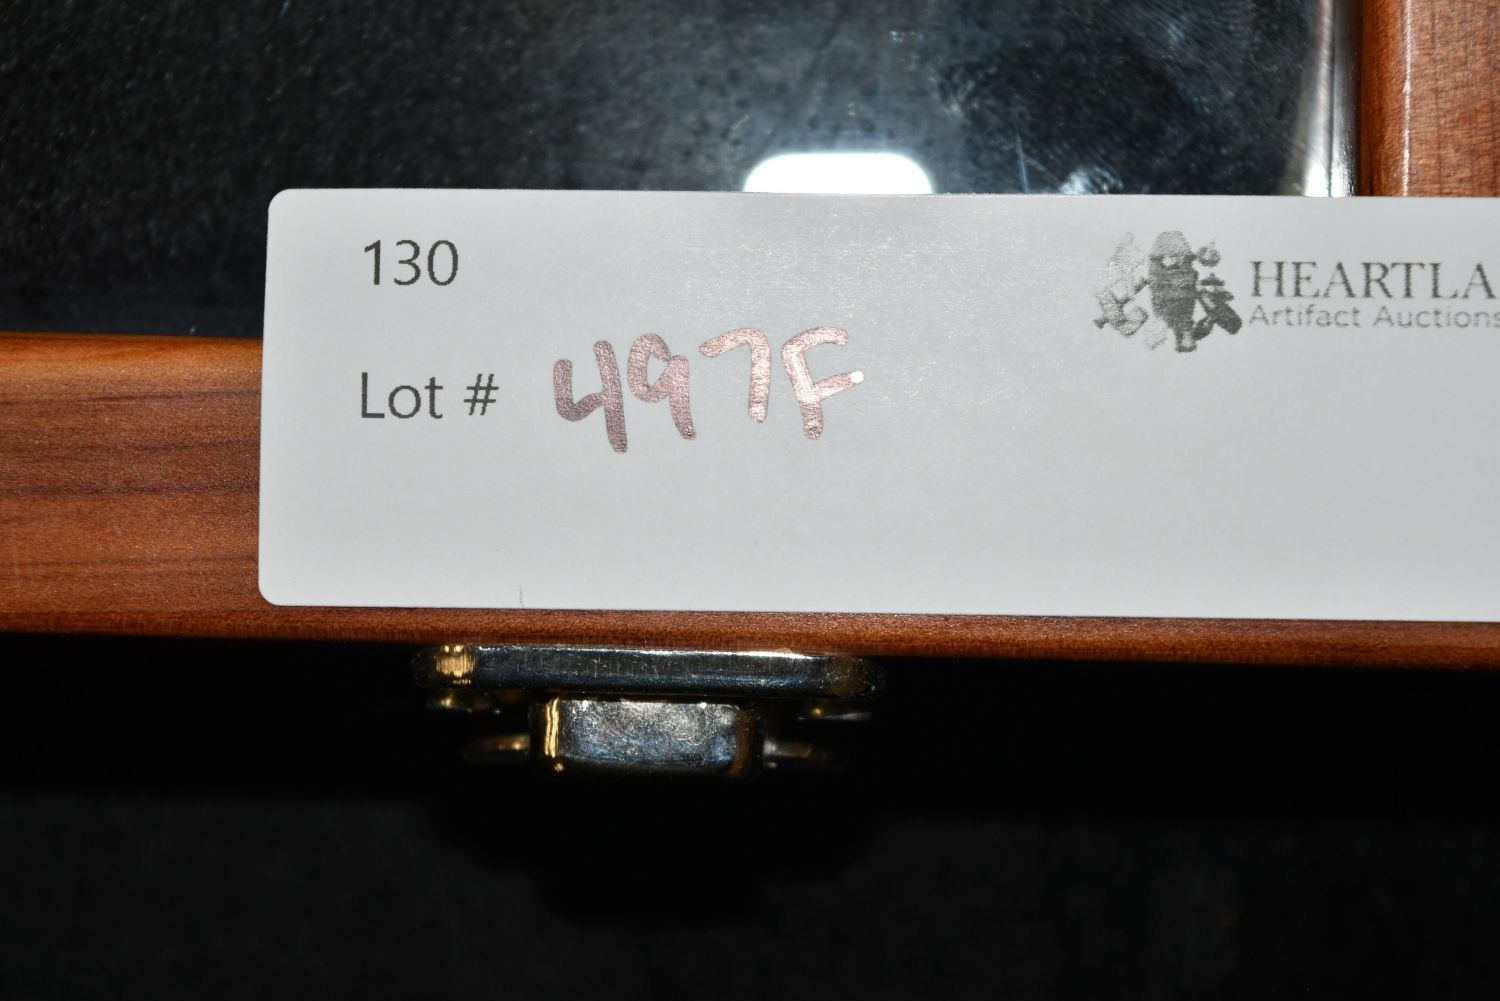 130
HEARTLA
Artifact Auctions
Lot # 497F